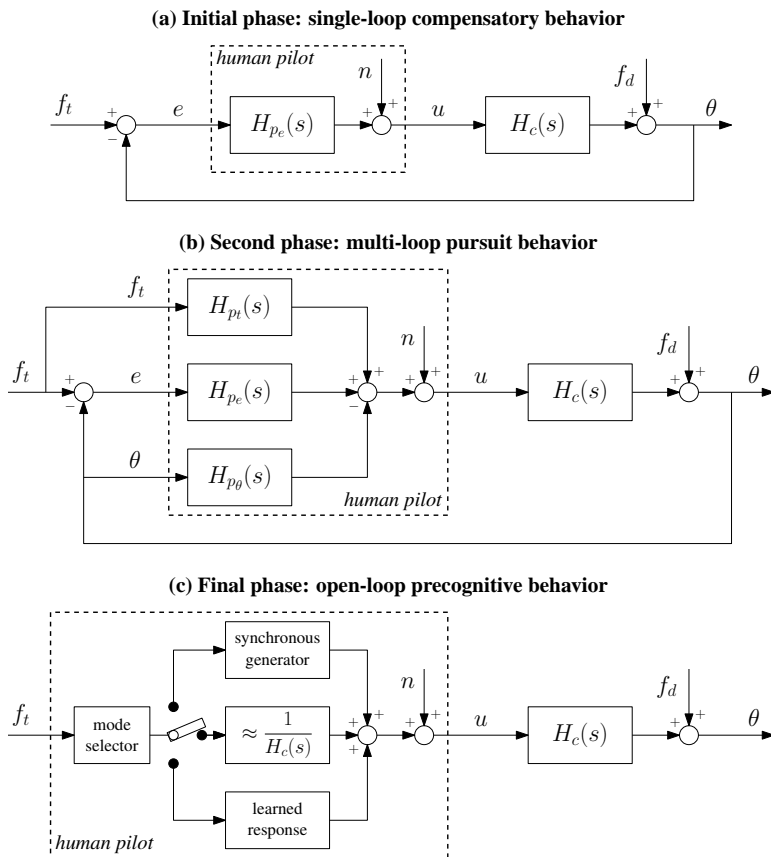 (a) Initial phase: single-loop compensatory behavior
human pilot
n
f_d
f_t
+
−
e
H_{p_e}(s)
+
+
u
H_c(s)
+
+
θ
(b) Second phase: multi-loop pursuit behavior
f_t
H_{p_t}(s)
n
f_d
f_t
+
−
e
H_{p_e}(s)
+
+
−
+
+
u
H_c(s)
+
+
θ
θ
H_{p_θ}(s)
human pilot
(c) Final phase: open-loop precognitive behavior
synchronous
generator
n
f_d
f_t
mode
selector
≈ 1/H_c(s)
+
+
+
+
+
u
H_c(s)
+
+
θ
learned
response
human pilot